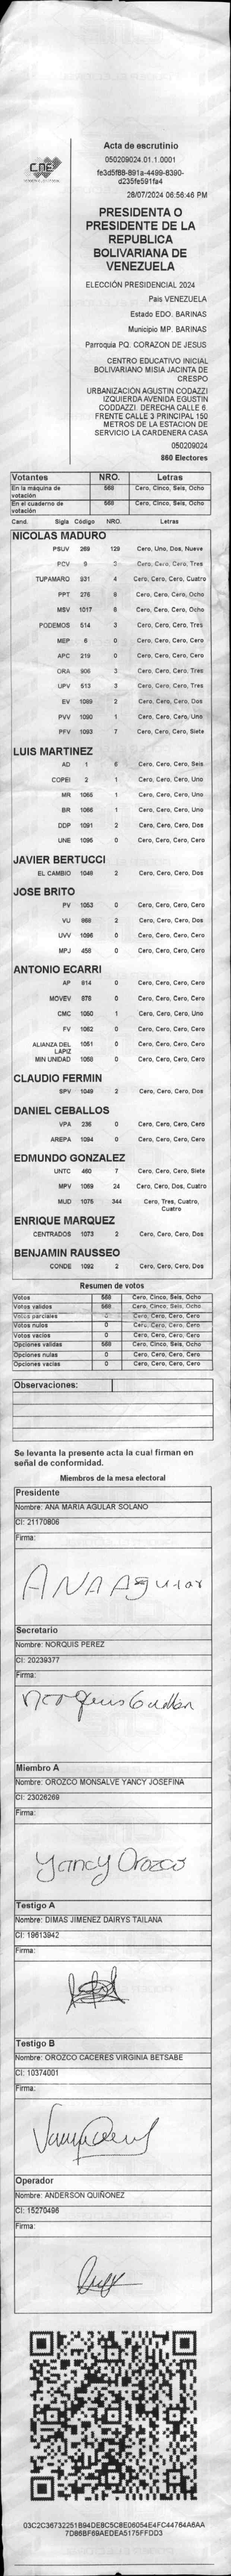 CNE
Acta de escrutinio
050209024.01.1.0001
fe3d5f88-891a-4499-8390-
d235fe591fa4
28/07/2024 06:56:46 PM
PRESIDENTA O
PRESIDENTE DE LA
REPUBLICA
BOLIVARIANA DE
VENEZUELA
ELECCIÓN PRESIDENCIAL 2024
Pais VENEZUELA
Estado EDO. BARINAS
Municipio MP. BARINAS
Parroquia PQ. CORAZON DE JESUS
CENTRO EDUCATIVO INICIAL
BOLIVARIANO MISIA JACINTA DE
CRESPO
URBANIZACIÓN AGUSTIN CODAZZI
IZQUIERDA AVENIDA EGUSTIN
CODDAZZI. DERECHA CALLE 6.
FRENTE CALLE 3 PRINCIPAL 150
METROS DE LA ESTACION DE
SERVICIO LA CARDENERA CASA
050209024
860 Electores
Votantes NRO. Letras
En la máquina de votación 568 Cero, Cinco, Seis, Ocho
En el cuaderno de votación 568 Cero, Cinco, Seis, Ocho
Cand. Sigla Código NRO. Letras
NICOLAS MADURO
PSUV 269 129 Cero, Uno, Dos, Nueve
PCV 9 3 Cero, Cero, Cero, Tres
TUPAMARO 931 4 Cero, Cero, Cero, Cuatro
PPT 276 8 Cero, Cero, Cero, Ocho
MSV 1017 8 Cero, Cero, Cero, Ocho
PODEMOS 514 3 Cero, Cero, Cero, Tres
MEP 6 0 Cero, Cero, Cero, Cero
APC 219 0 Cero, Cero, Cero, Cero
ORA 906 3 Cero, Cero, Cero, Tres
UPV 513 3 Cero, Cero, Cero, Tres
EV 1089 2 Cero, Cero, Cero, Dos
PVV 1090 1 Cero, Cero, Cero, Uno
PFV 1093 7 Cero, Cero, Cero, Siete
LUIS MARTINEZ
AD 1 6 Cero, Cero, Cero, Seis
COPEI 2 1 Cero, Cero, Cero, Uno
MR 1065 1 Cero, Cero, Cero, Uno
BR 1066 1 Cero, Cero, Cero, Uno
DDP 1091 2 Cero, Cero, Cero, Dos
UNE 1095 0 Cero, Cero, Cero, Cero
JAVIER BERTUCCI
EL CAMBIO 1048 2 Cero, Cero, Cero, Dos
JOSE BRITO
PV 1053 0 Cero, Cero, Cero, Cero
VU 868 2 Cero, Cero, Cero, Dos
UVV 1096 0 Cero, Cero, Cero, Cero
MPJ 456 0 Cero, Cero, Cero, Cero
ANTONIO ECARRI
AP 814 0 Cero, Cero, Cero, Cero
MOVEV 878 0 Cero, Cero, Cero, Cero
CMC 1050 1 Cero, Cero, Cero, Uno
FV 1062 0 Cero, Cero, Cero, Cero
ALIANZA DEL LAPIZ 1051 0 Cero, Cero, Cero, Cero
MIN UNIDAD 1058 0 Cero, Cero, Cero, Cero
CLAUDIO FERMIN
SPV 1049 2 Cero, Cero, Cero, Dos
DANIEL CEBALLOS
VPA 236 0 Cero, Cero, Cero, Cero
AREPA 1094 0 Cero, Cero, Cero, Cero
EDMUNDO GONZALEZ
UNTC 460 7 Cero, Cero, Cero, Siete
MPV 1069 24 Cero, Cero, Dos, Cuatro
MUD 1075 344 Cero, Tres, Cuatro, Cuatro
ENRIQUE MARQUEZ
CENTRADOS 1073 2 Cero, Cero, Cero, Dos
BENJAMIN RAUSSEO
CONDE 1092 2 Cero, Cero, Cero, Dos
Resumen de votos
Votos 568 Cero, Cinco, Seis, Ocho
Votos validos 568 Cero, Cinco, Seis, Ocho
Votos parciales 0 Cero, Cero, Cero, Cero
Votos nulos 0 Cero, Cero, Cero, Cero
Votos vacios 0 Cero, Cero, Cero, Cero
Opciones validas 568 Cero, Cinco, Seis, Ocho
Opciones nulas 0 Cero, Cero, Cero, Cero
Opciones vacias 0 Cero, Cero, Cero, Cero
Observaciones:
Se levanta la presente acta la cual firman en
señal de conformidad.
Miembros de la mesa electoral
Presidente
Nombre: ANA MARIA AGULAR SOLANO
CI: 21170806
Firma:
ANA Agular
Secretario
Nombre: NORQUIS PEREZ
CI: 20239377
Firma:
Miembro A
Nombre: OROZCO MONSALVE YANCY JOSEFINA
CI: 23026269
Firma:
Yancy Orozco
Testigo A
Nombre: DIMAS JIMENEZ DAIRYS TAILANA
CI: 19613942
Firma:
Testigo B
Nombre: OROZCO CACERES VIRGINIA BETSABE
CI: 10374001
Firma:
Operador
Nombre: ANDERSON QUIÑONEZ
CI: 15270496
Firma:
03C2C36732251B94DE8C5C8E06054E4FC44764A6AA
7D86BF69AEDEA5175FFDD3